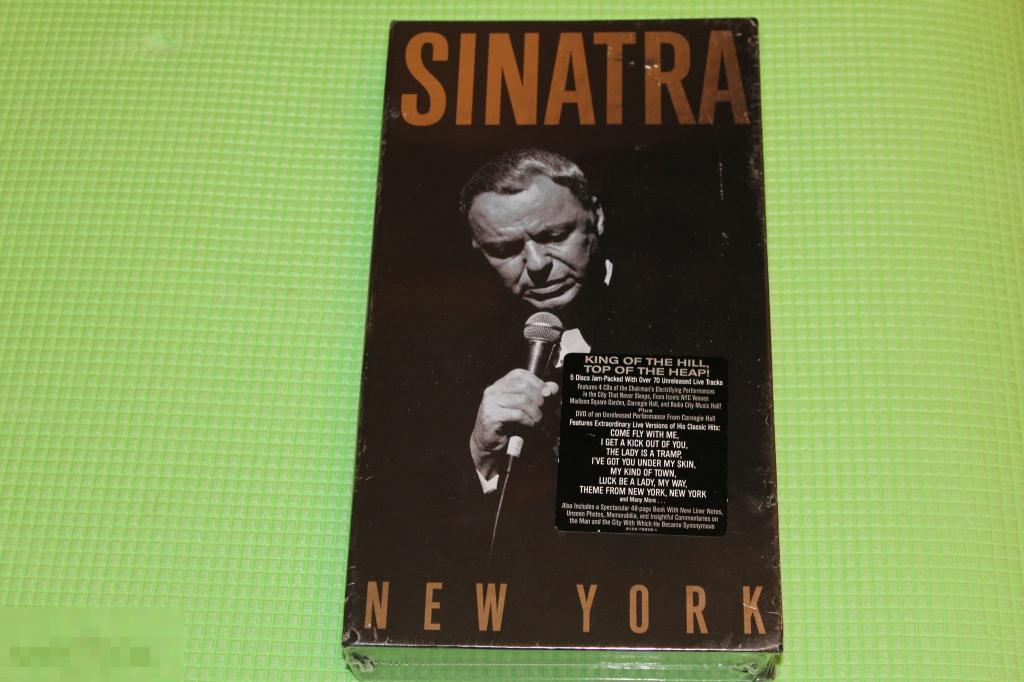 SINATRA
KING OF THE HILL,
TOP OF THE HEAP!
5 Discs Jam-Packed With Over 70 Unreleased Live Tracks
Features 4 CDs of the Chairman's Electrifying Performances
in the City That Never Sleeps, From Iconic NYC Venues
Madison Square Garden, Carnegie Hall, and Radio City Music Hall!
Plus
DVD of an Unreleased Performance From Carnegie Hall
Features Extraordinary Live Versions of His Classic Hits:
COME FLY WITH ME,
I GET A KICK OUT OF YOU,
THE LADY IS A TRAMP,
I'VE GOT YOU UNDER MY SKIN,
MY KIND OF TOWN,
LUCK BE A LADY, MY WAY,
THEME FROM NEW YORK, NEW YORK
and Many More . . .
Also Includes a Spectacular 48-page Book With New Liner Notes,
Unseen Photos, Memorabilia, and Insightful Commentaries on
the Man and the City With Which He Became Synonymous
NEW YORK